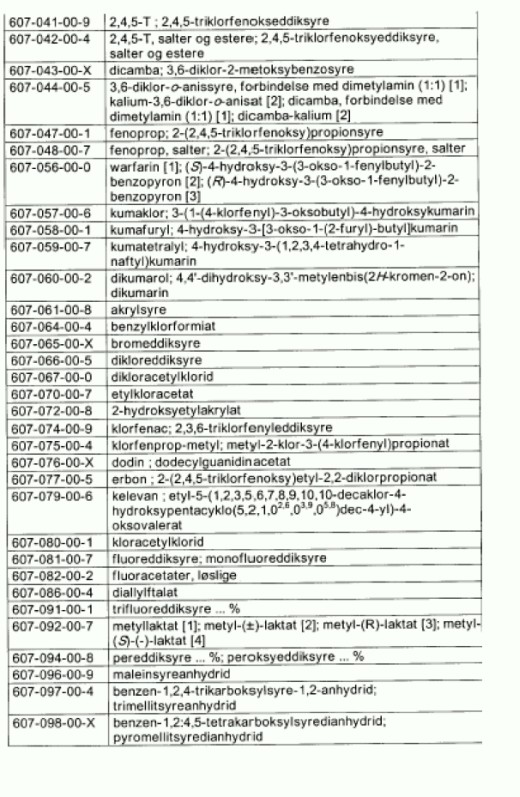 607-041-00-9 2,4,5-T ; 2,4,5-triklorfenokseddiksyre
607-042-00-4 2,4,5-T, salter og estere; 2,4,5-triklorfenoksyeddiksyre,
salter og estere
607-043-00-X dicamba; 3,6-diklor-2-metoksybenzosyre
607-044-00-5 3,6-diklor-o-anissyre, forbindelse med dimetylamin (1:1) [1];
kalium-3,6-diklor-o-anisat [2]; dicamba, forbindelse med
dimetylamin (1:1) [1]; dicamba-kalium [2]
607-047-00-1 fenoprop; 2-(2,4,5-triklorfenoksy)propionsyre
607-048-00-7 fenoprop, salter; 2-(2,4,5-triklorfenoksy)propionsyre, salter
607-056-00-0 warfarin [1]; (S)-4-hydroksy-3-(3-okso-1-fenylbutyl)-2-
benzopyron [2]; (R)-4-hydroksy-3-(3-okso-1-fenylbutyl)-2-
benzopyron [3]
607-057-00-6 kumaklor; 3-(1-(4-klorfenyl)-3-oksobutyl)-4-hydroksykumarin
607-058-00-1 kumafuryl; 4-hydroksy-3-[3-okso-1-(2-furyl)-butyl]kumarin
607-059-00-7 kumatetralyl; 4-hydroksy-3-(1,2,3,4-tetrahydro-1-
naftyl)kumarin
607-060-00-2 dikumarol; 4,4'-dihydroksy-3,3'-metylenbis(2H-kromen-2-on);
dikumarin
607-061-00-8 akrylsyre
607-064-00-4 benzylklorformiat
607-065-00-X bromeddiksyre
607-066-00-5 dikloreddiksyre
607-067-00-0 dikloracetylklorid
607-070-00-7 etylkloracetat
607-072-00-8 2-hydroksyetylakrylat
607-074-00-9 klorfenac; 2,3,6-triklorfenyleddiksyre
607-075-00-4 klorfenprop-metyl; metyl-2-klor-3-(4-klorfenyl)propionat
607-076-00-X dodin ; dodecylguanidinacetat
607-077-00-5 erbon ; 2-(2,4,5-triklorfenoksy)etyl-2,2-diklorpropionat
607-079-00-6 kelevan ; etyl-5-(1,2,3,5,6,7,8,9,10,10-decaklor-4-
hydroksypentacyklo(5,2,1,0²,⁶,0³,⁹,0⁵,⁸)dec-4-yl)-4-
oksovalerat
607-080-00-1 kloracetylklorid
607-081-00-7 fluoreddiksyre; monofluoreddiksyre
607-082-00-2 fluoracetater, løslige
607-086-00-4 diallylftalat
607-091-00-1 trifluoreddiksyre ... %
607-092-00-7 metyllaktat [1]; metyl-(±)-laktat [2]; metyl-(R)-laktat [3]; metyl-
(S)-(-)-laktat [4]
607-094-00-8 pereddiksyre ... %; peroksyeddiksyre ... %
607-096-00-9 maleinsyreanhydrid
607-097-00-4 benzen-1,2,4-trikarboksylsyre-1,2-anhydrid;
trimellitsyreanhydrid
607-098-00-X benzen-1,2:4,5-tetrakarboksylsyredianhydrid;
pyromellitsyredianhydrid